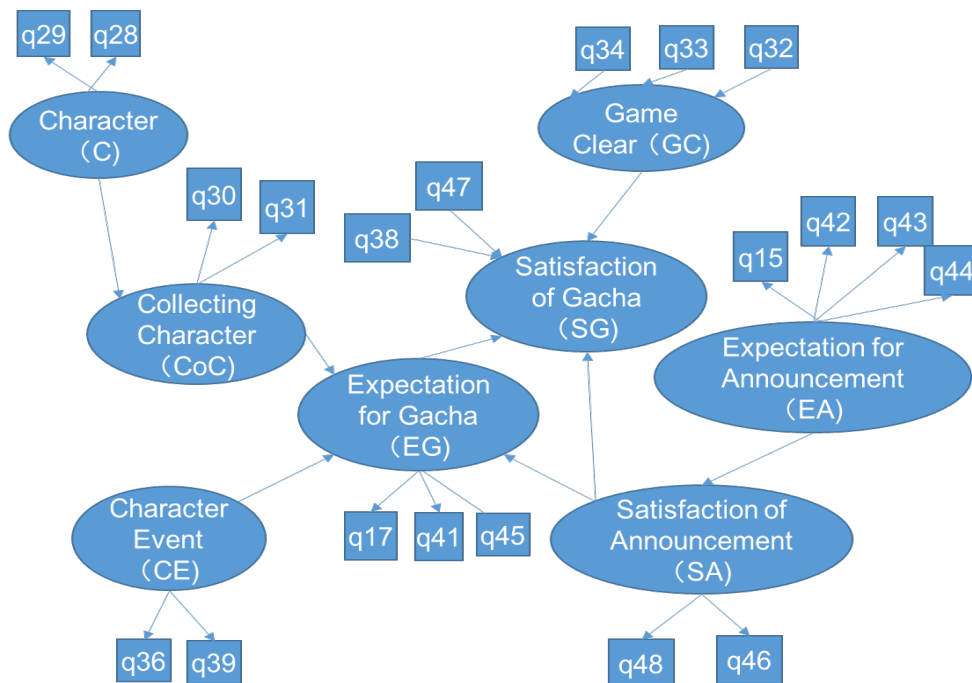 q29
q28
Character
（C)
q30
q31
Collecting
Character
（CoC)
q34
q33
q32
Game
Clear（GC)
q47
q38
Satisfaction
of Gacha
（SG)
q15
q42
q43
q44
Expectation for
Announcement
（EA)
Expectation
for Gacha
（EG)
q17
q41
q45
Character
Event
（CE)
q36
q39
Satisfaction of
Announcement
（SA)
q48
q46